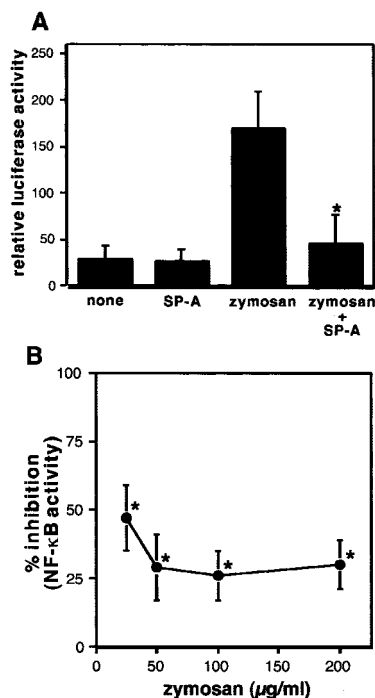 A
relative luciferase activity
250
200
150
100
50
0
*
none
SP-A
zymosan
zymosan
+
SP-A
B
% inhibition
(NF-κB activity)
100
75
50
25
0
*
*
*
*
0
50
100
150
200
zymosan (μg/ml)